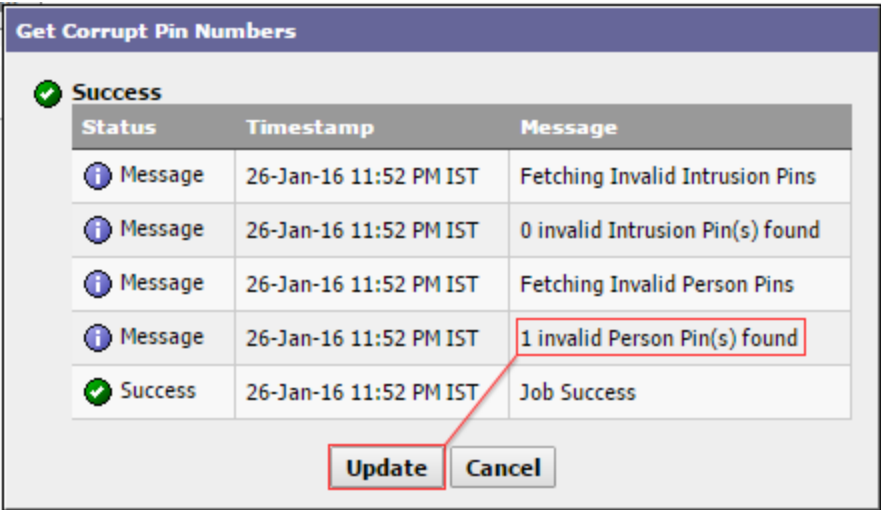 Get Corrupt Pin Numbers
Success
Status Timestamp Message
Message 26-Jan-16 11:52 PM IST Fetching Invalid Intrusion Pins
Message 26-Jan-16 11:52 PM IST 0 invalid Intrusion Pin(s) found
Message 26-Jan-16 11:52 PM IST Fetching Invalid Person Pins
Message 26-Jan-16 11:52 PM IST 1 invalid Person Pin(s) found
Success 26-Jan-16 11:52 PM IST Job Success
Update Cancel